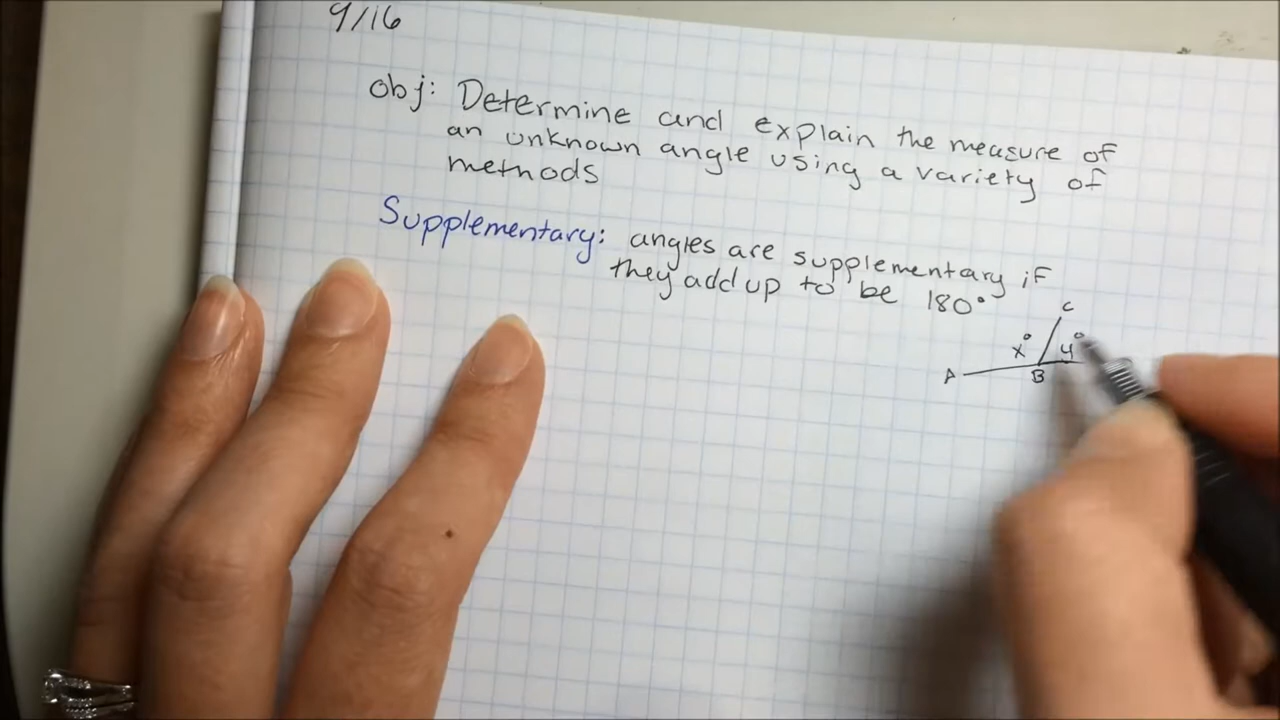 9/16
Obj: Determine and explain the measure of
an unknown angle using a variety of
methods
Supplementary: angles are supplementary if
they add up to be 180°
C
x° y°
A B